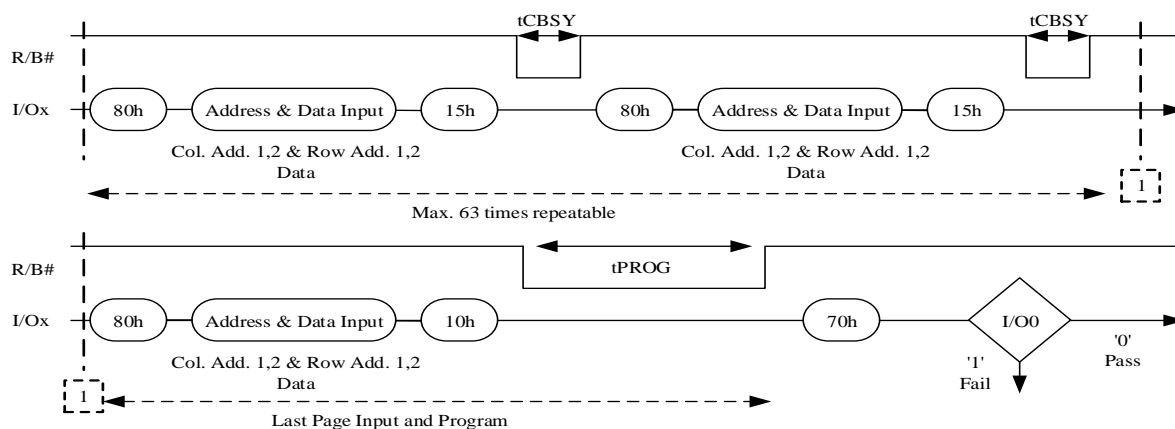 tCBSY tCBSY
R/B#
I/Ox 80h Address & Data Input 15h 80h Address & Data Input 15h
Col. Add. 1,2 & Row Add. 1,2 Col. Add. 1,2 & Row Add. 1,2
Data Data
1
Max. 63 times repeatable
R/B# tPROG
I/Ox 80h Address & Data Input 10h 70h I/O0
'0'
Pass
Col. Add. 1,2 & Row Add. 1,2 '1'
Data Fail
1
Last Page Input and Program